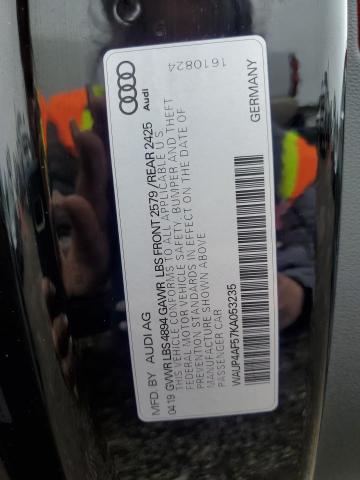 MFD. BY AUDI AG
04 19 GVWR LBS 4894 GAWR LBS FRONT 2579 / REAR 2425
THIS VEHICLE CONFORMS TO ALL APPLICABLE U.S.
FEDERAL MOTOR VEHICLE SAFETY, BUMPER AND THEFT
PREVENTION STANDARDS IN EFFECT ON THE DATE OF
MANUFACTURE SHOWN ABOVE
PASSENGER CAR
WAUP4AF57KA053235
GERMANY
Audi
1610824